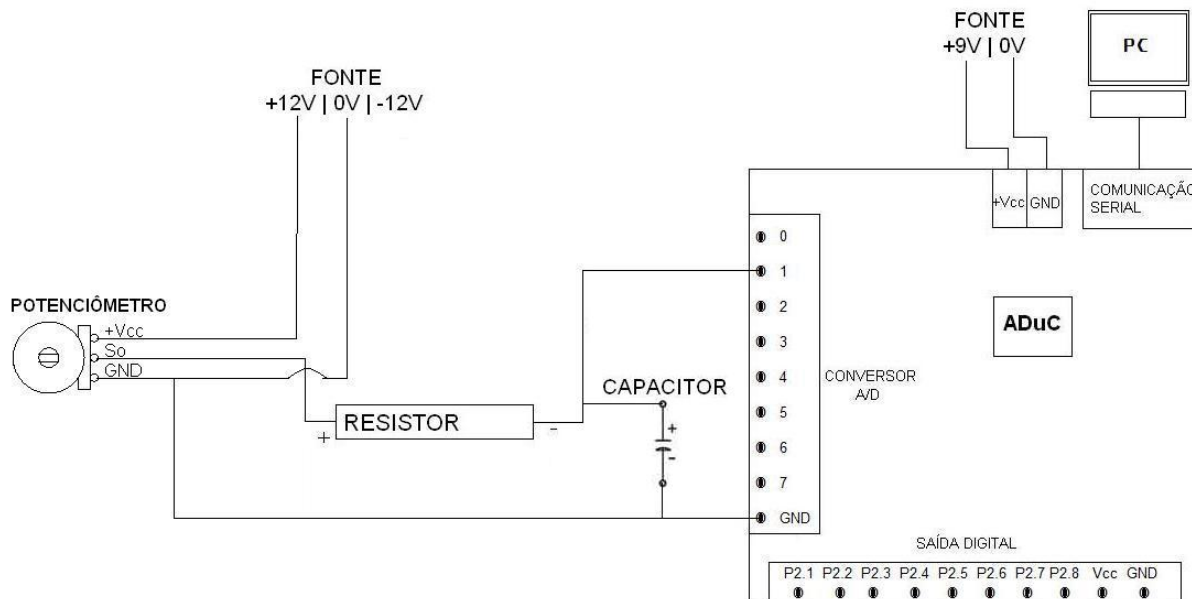 FONTE
+12V | 0V | -12V
FONTE
+9V | 0V
PC
+Vcc
GND
COMUNICAÇÃO
SERIAL
POTENCIÔMETRO
+Vcc
So
GND
+
RESISTOR
-
CAPACITOR
+
-
0
1
2
3
4
5
6
7
GND
CONVERSOR
A/D
ADuC
SAÍDA DIGITAL
P2.1 P2.2 P2.3 P2.4 P2.5 P2.6 P2.7 P2.8 Vcc GND